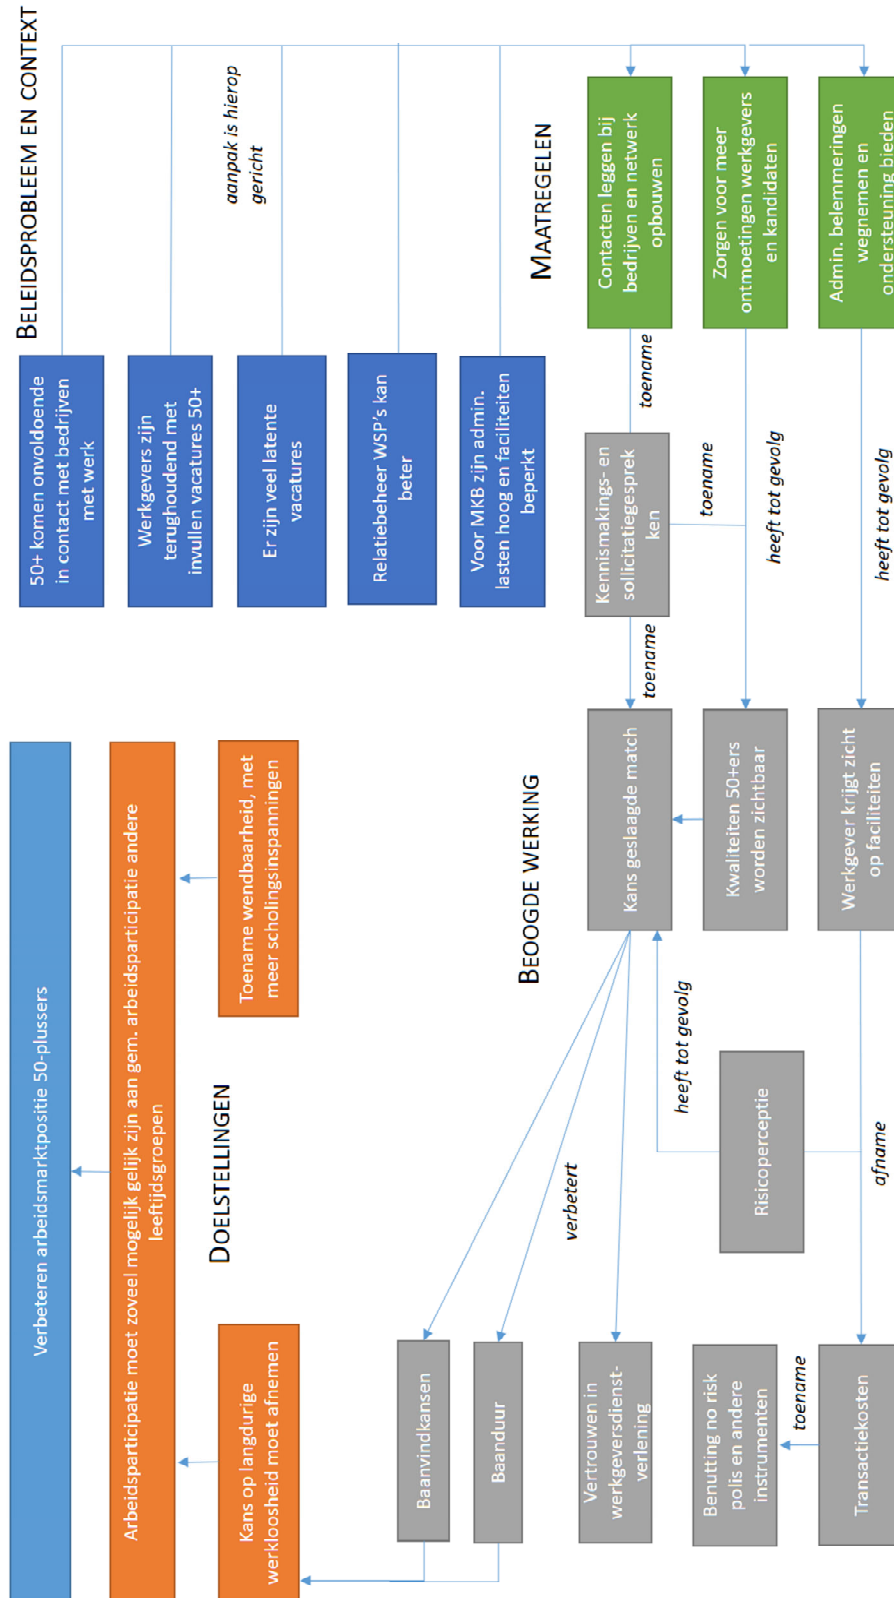 Verbeteren arbeidsmarktpositie 50-plussers
Arbeidsparticipatie moet zoveel mogelijk gelijk zijn aan gem. arbeidsparticipatie andere
leeftijdsgroepen
Kans op langdurige
werkloosheid moet afnemen
DOELSTELLINGEN
Toename wendbaarheid, met
meer scholingsinspanningen
BELEIDSPROBLEEM EN CONTEXT
50+ komen onvoldoende
in contact met bedrijven
met werk
Werkgevers zijn
terughoudend met
invullen vacatures 50+
Er zijn veel latente
vacatures
Relatiebeheer WSP's kan
beter
Voor MKB zijn admin.
lasten hoog en faciliteiten
beperkt
aanpak is hierop
gericht
BEOOGDE WERKING
MAATREGELEN
Baanvindkansen
Baanduur
Vertrouwen in
werkgeversdienst-
verlening
Benutting no risk
polis en andere
instrumenten
toename
Transactiekosten
verbetert
heeft tot gevolg
Risicoperceptie
afname
Kans geslaagde match
Kwaliteiten 50+ers
worden zichtbaar
Werkgever krijgt zicht
op faciliteiten
toename
Kennismakings- en
sollicitatiegesprek
ken
toename
toename
heeft tot gevolg
heeft tot gevolg
Contacten leggen bij
bedrijven en netwerk
opbouwen
Zorgen voor meer
ontmoetingen werkgevers
en kandidaten
Admin. belemmeringen
wegnemen en
ondersteuning bieden